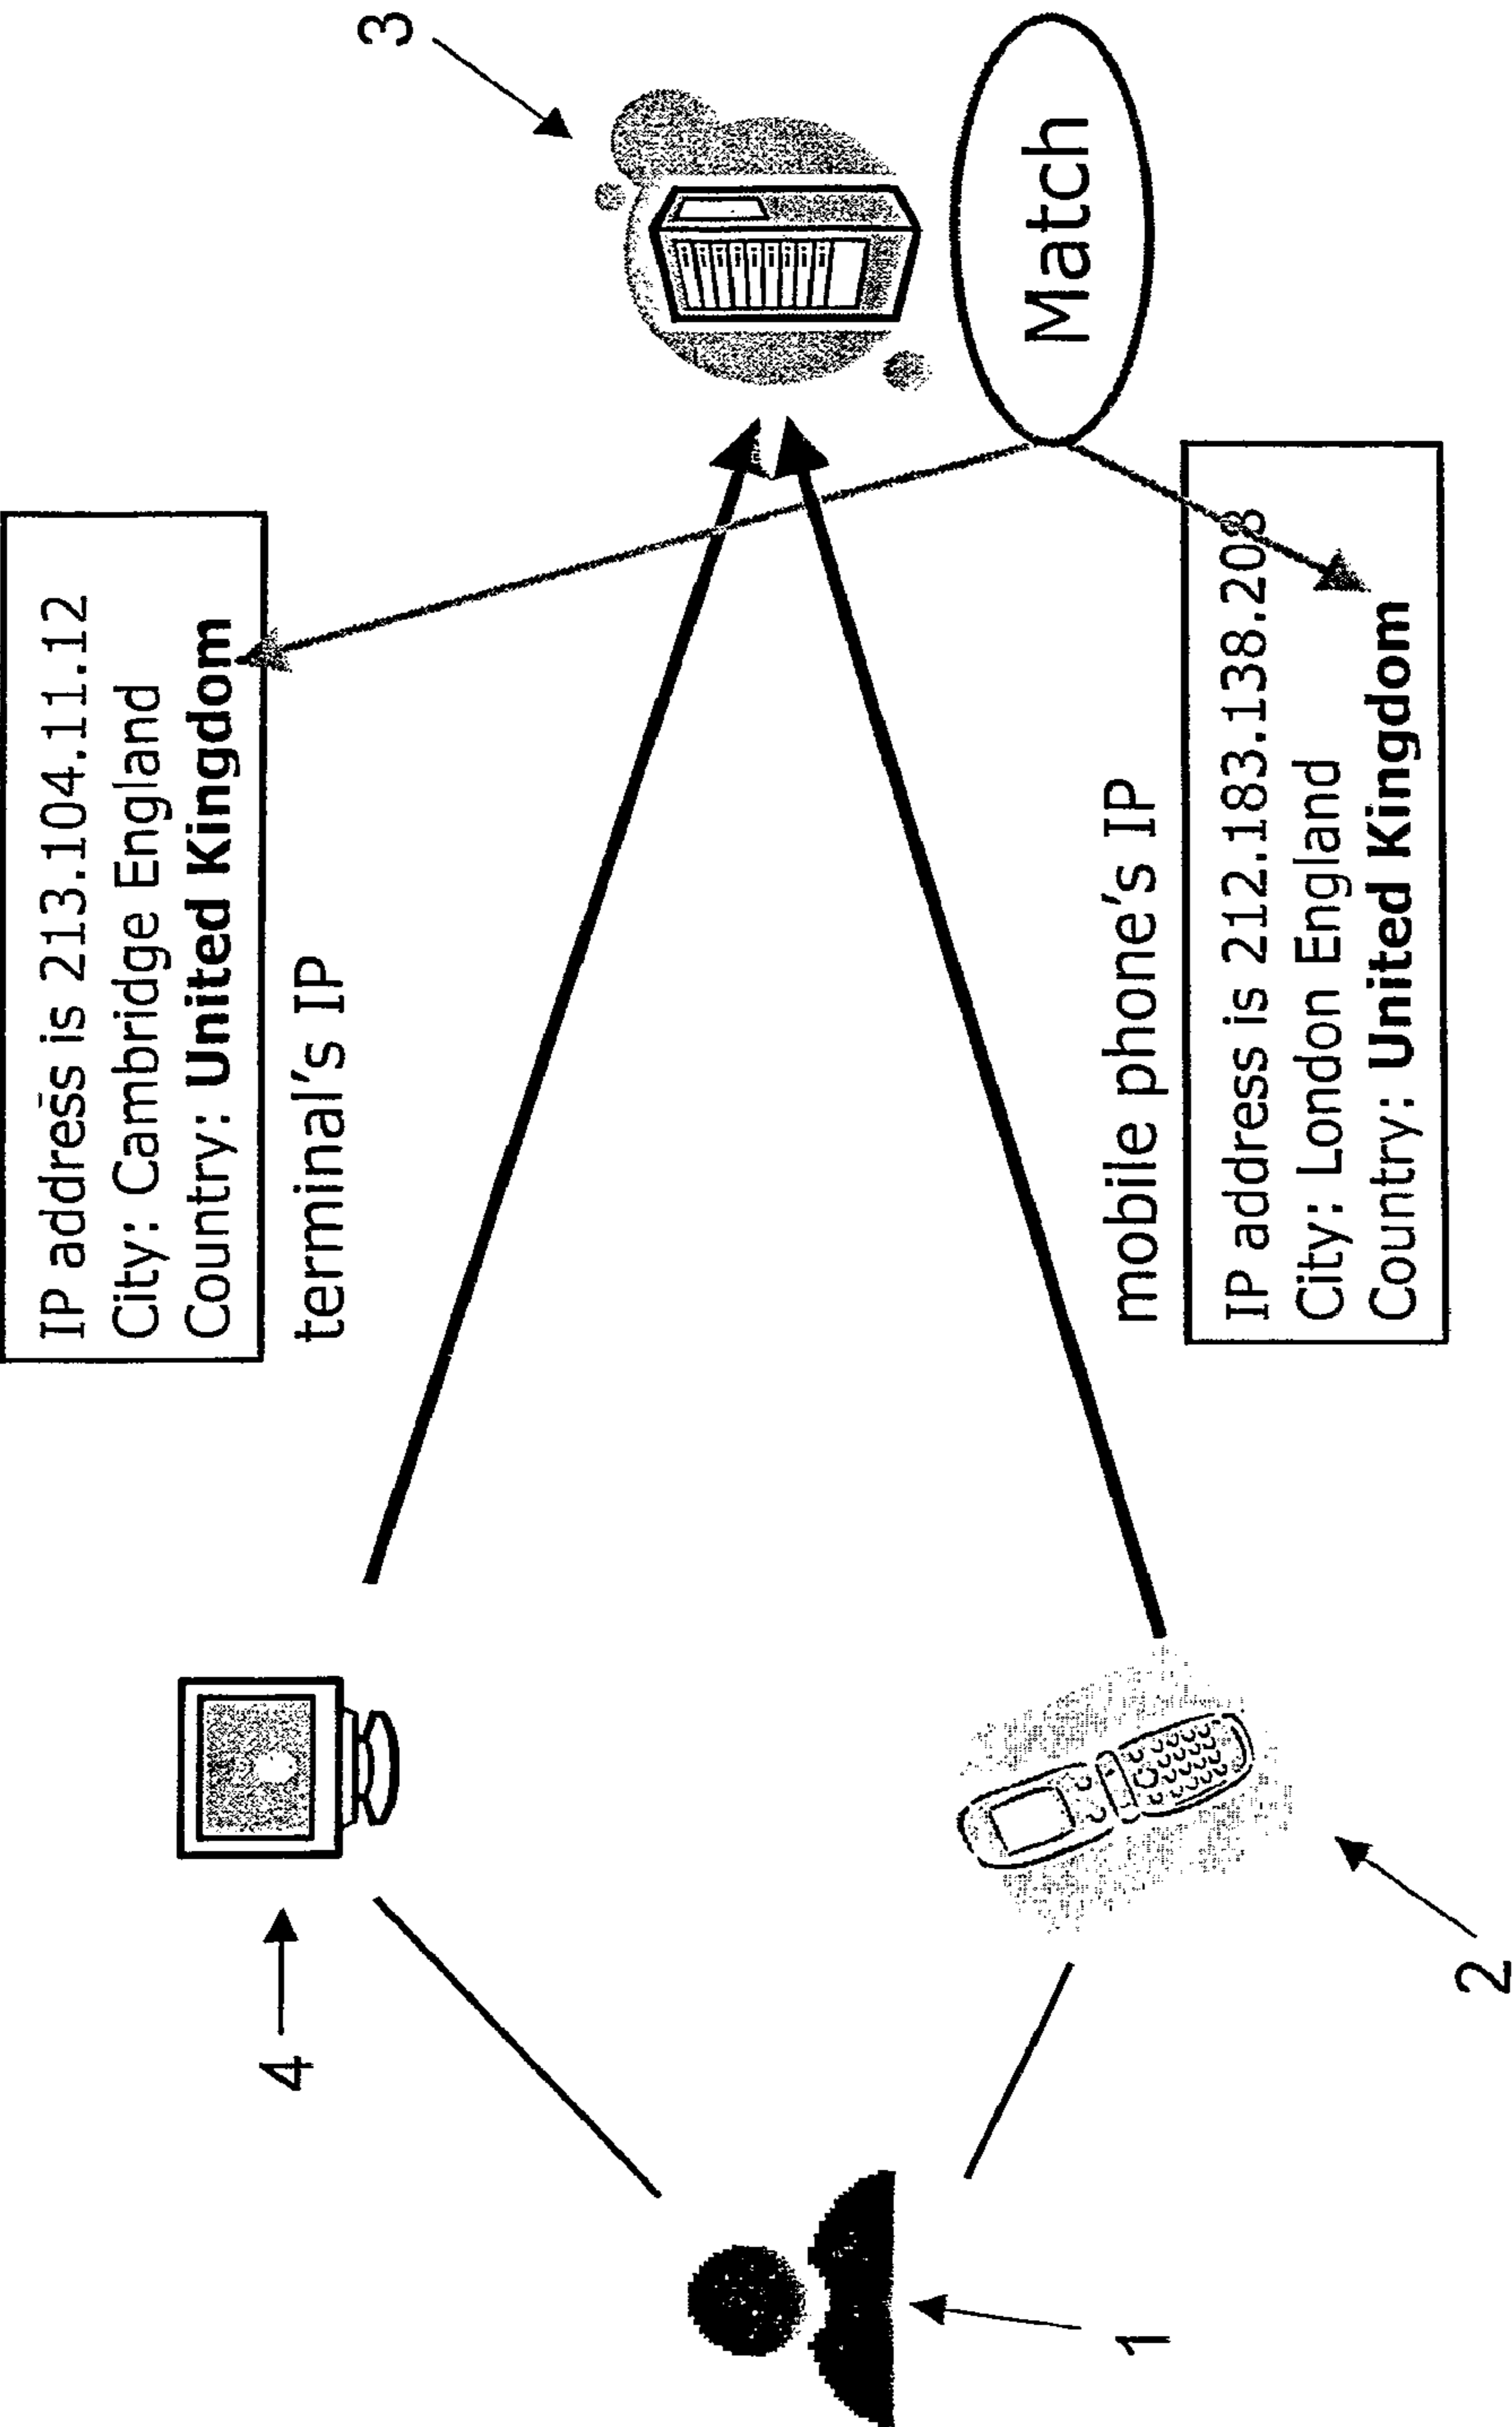 IP address is 213.104.11.12
City: Cambridge England
Country: United Kingdom
terminal's IP
4
3
1
2
mobile phone's IP
IP address is 212.183.138.208
City: London England
Country: United Kingdom
Match